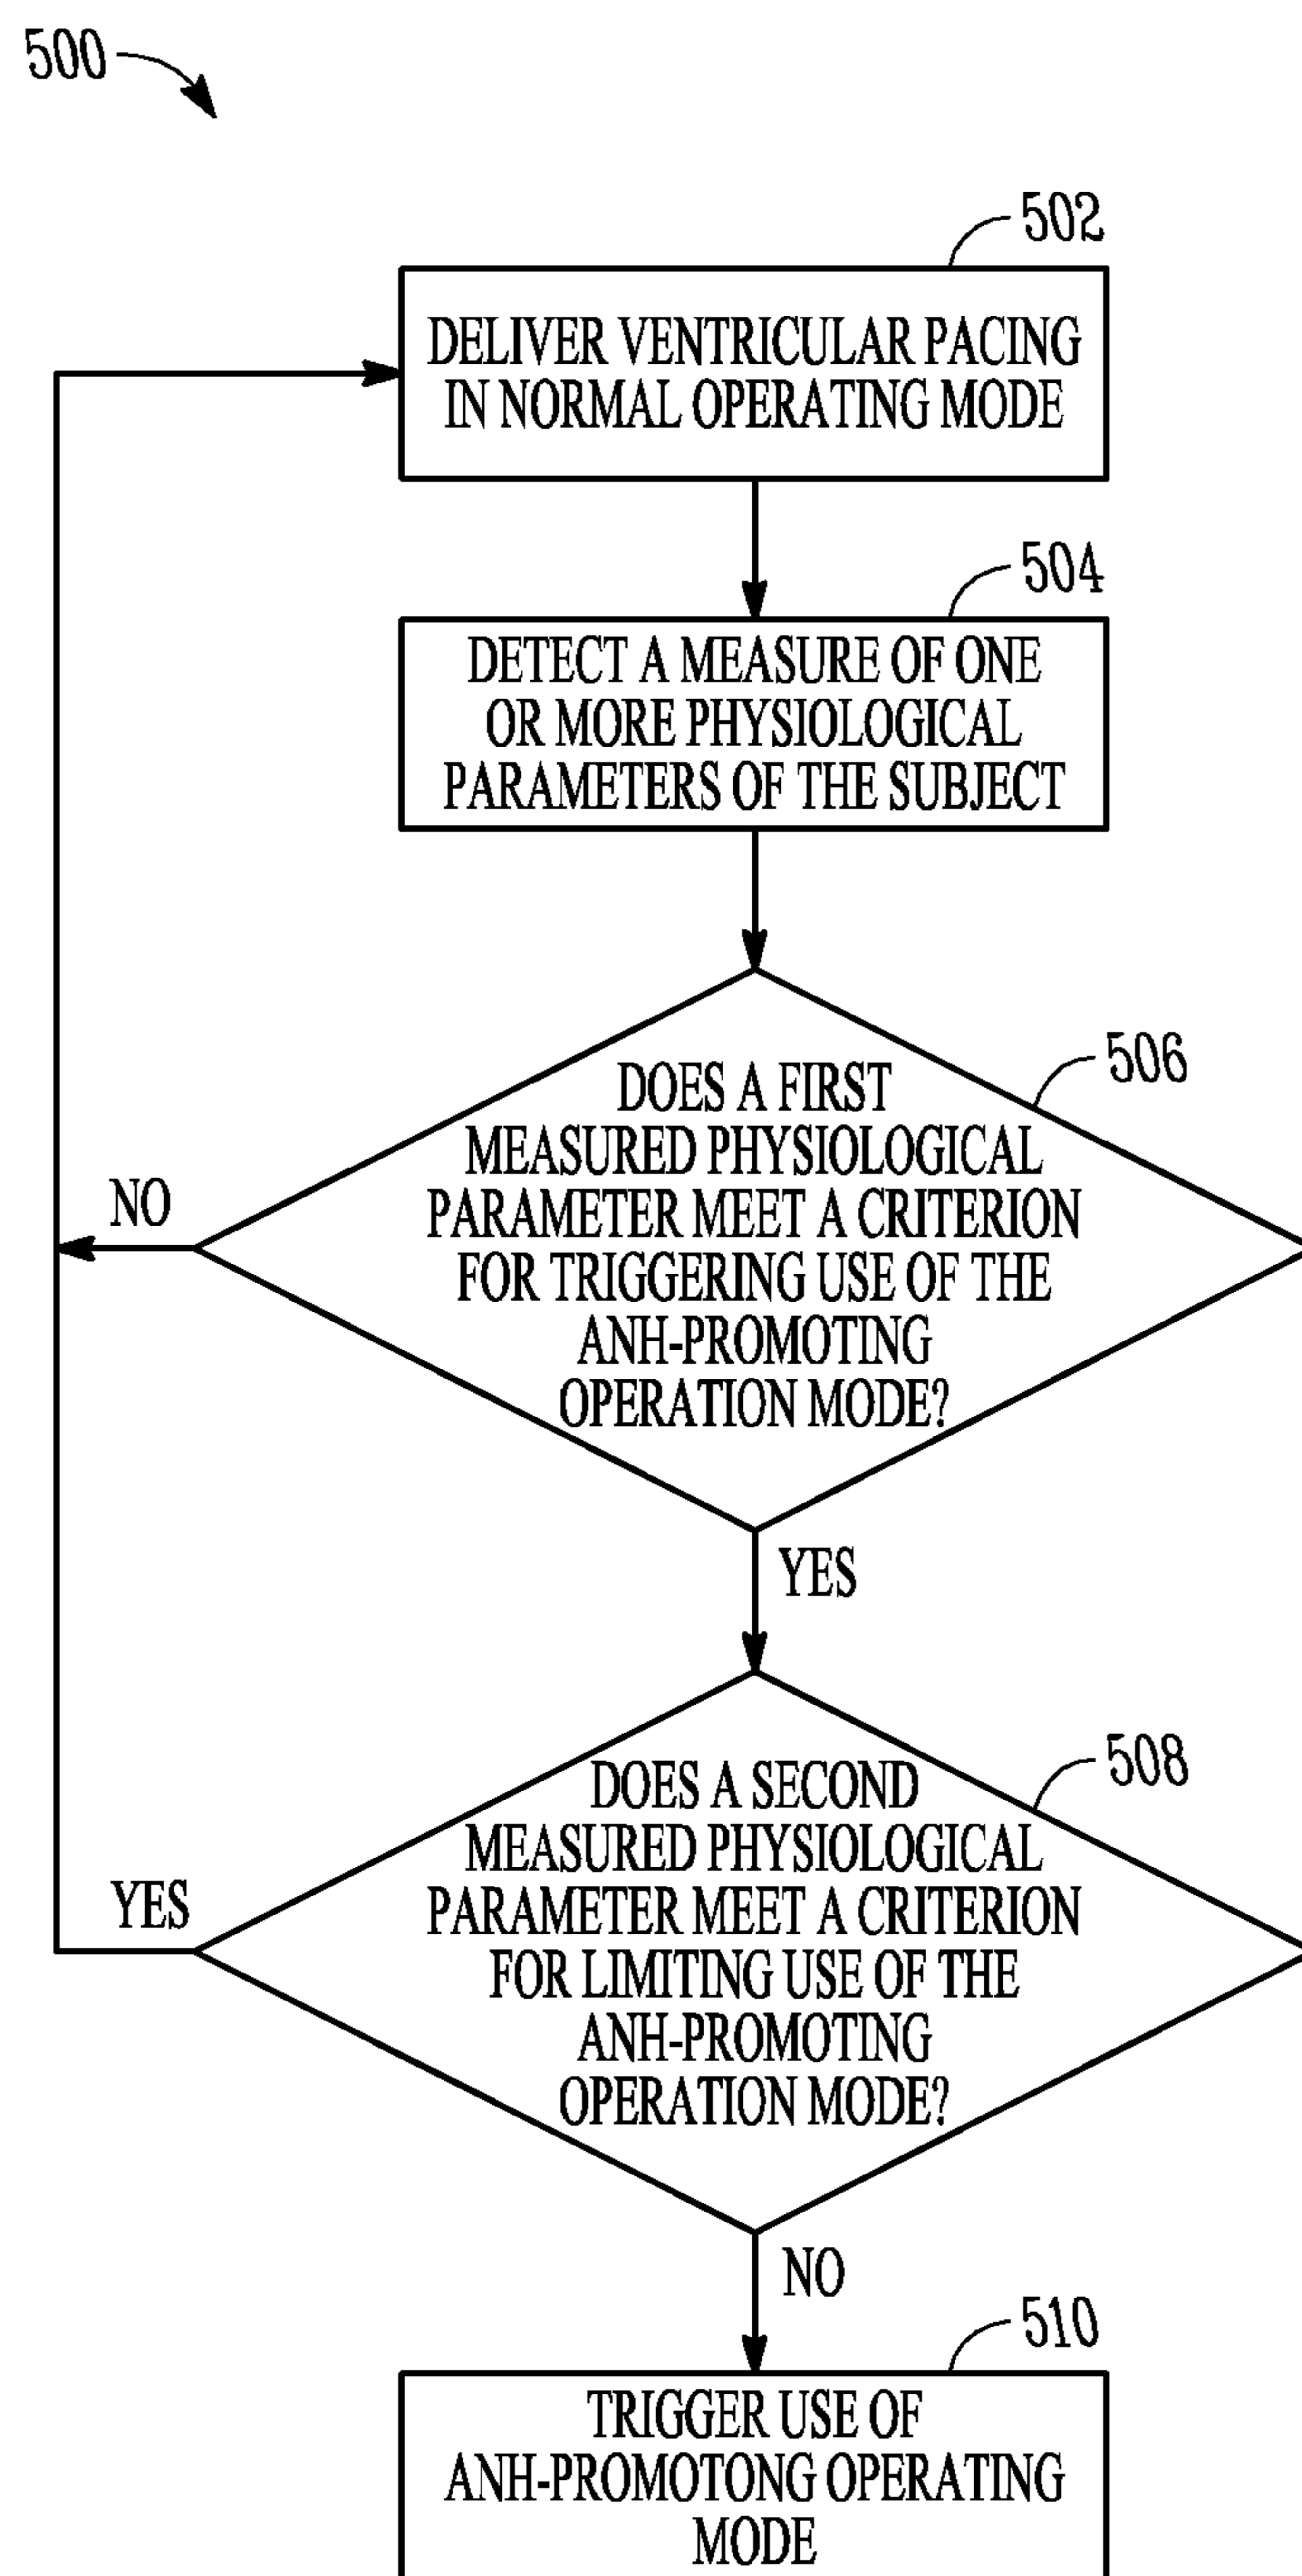 500
502
DELIVER VENTRICULAR PACING
IN NORMAL OPERATING MODE
504
DETECT A MEASURE OF ONE
OR MORE PHYSIOLOGICAL
PARAMETERS OF THE SUBJECT
506
DOES A FIRST
MEASURED PHYSIOLOGICAL
PARAMETER MEET A CRITERION
FOR TRIGGERING USE OF THE
ANH-PROMOTING
OPERATION MODE?
NO
YES
508
DOES A SECOND
MEASURED PHYSIOLOGICAL
PARAMETER MEET A CRITERION
FOR LIMITING USE OF THE
ANH-PROMOTING
OPERATION MODE?
YES
NO
510
TRIGGER USE OF
ANH-PROMOTONG OPERATING
MODE